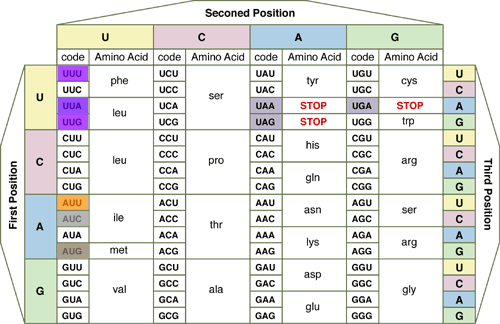 Seconed Position
U C A G
code Amino Acid code Amino Acid code Amino Acid code Amino Acid
First Position
Third Position
U
UUU phe UCU ser UAU tyr UGU cys U
UUC UCC UAC UGC C
UUA leu UCA UAA STOP UGA STOP A
UUG UCG UAG STOP UGG trp G
C
CUU leu CCU pro CAU his CGU arg U
CUC CCC CAC CGC C
CUA CCA CAA gln CGA A
CUG CCG CAG CGG G
A
AUU ile ACU thr AAU asn AGU ser U
AUC ACC AAC AGC C
AUA ACA AAA lys AGA arg A
AUG met ACG AAG AGG G
G
GUU val GCU ala GAU asp GGU gly U
GUC GCC GAC GGC C
GUA GCA GAA glu GGA A
GUG GCG GAG GGG G